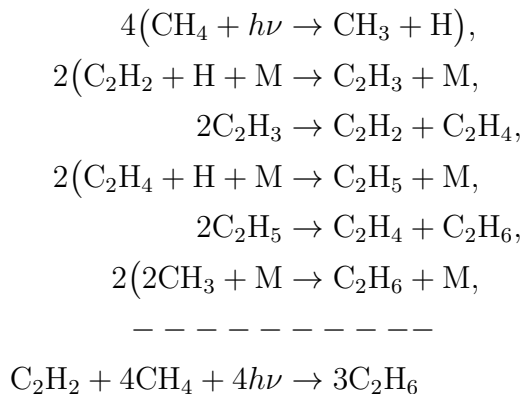 4(CH₄ + hν → CH₃ + H),
2(C₂H₂ + H + M → C₂H₃ + M,
2C₂H₃ → C₂H₂ + C₂H₄,
2(C₂H₄ + H + M → C₂H₅ + M,
2C₂H₅ → C₂H₄ + C₂H₆,
2(2CH₃ + M → C₂H₆ + M,
− − − − − − − − − −
C₂H₂ + 4CH₄ + 4hν → 3C₂H₆